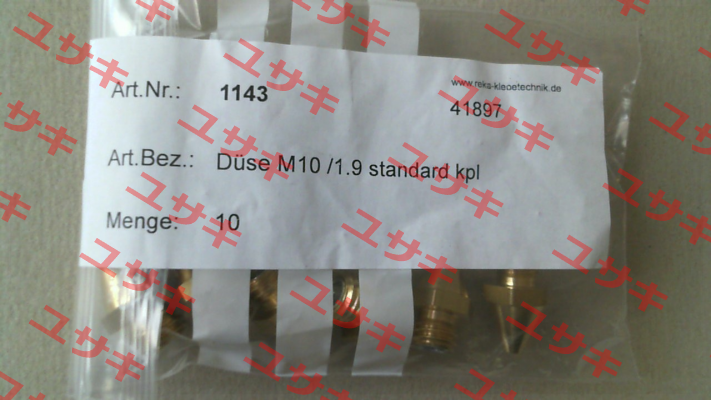 www.reka-klebetechnik.de
Art.Nr.: 1143 41897
Art.Bez.: Düse M10 /1.9 standard kpl
Menge: 10
ユサキ